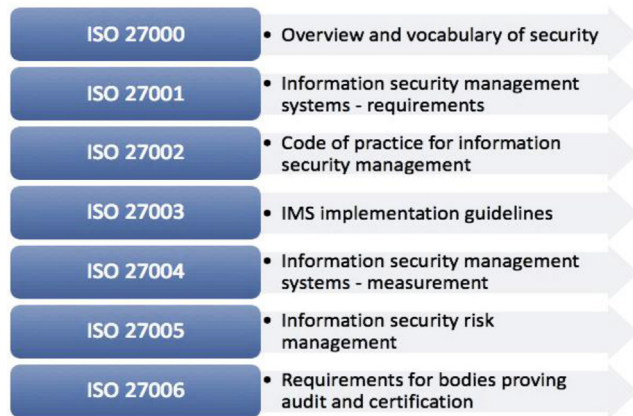 ISO 27000
• Overview and vocabulary of security
ISO 27001
• Information security management
systems - requirements
ISO 27002
• Code of practice for information
security management
ISO 27003
• IMS implementation guidelines
ISO 27004
• Information security management
systems - measurement
ISO 27005
• Information security risk
management
ISO 27006
• Requirements for bodies proving
audit and certification